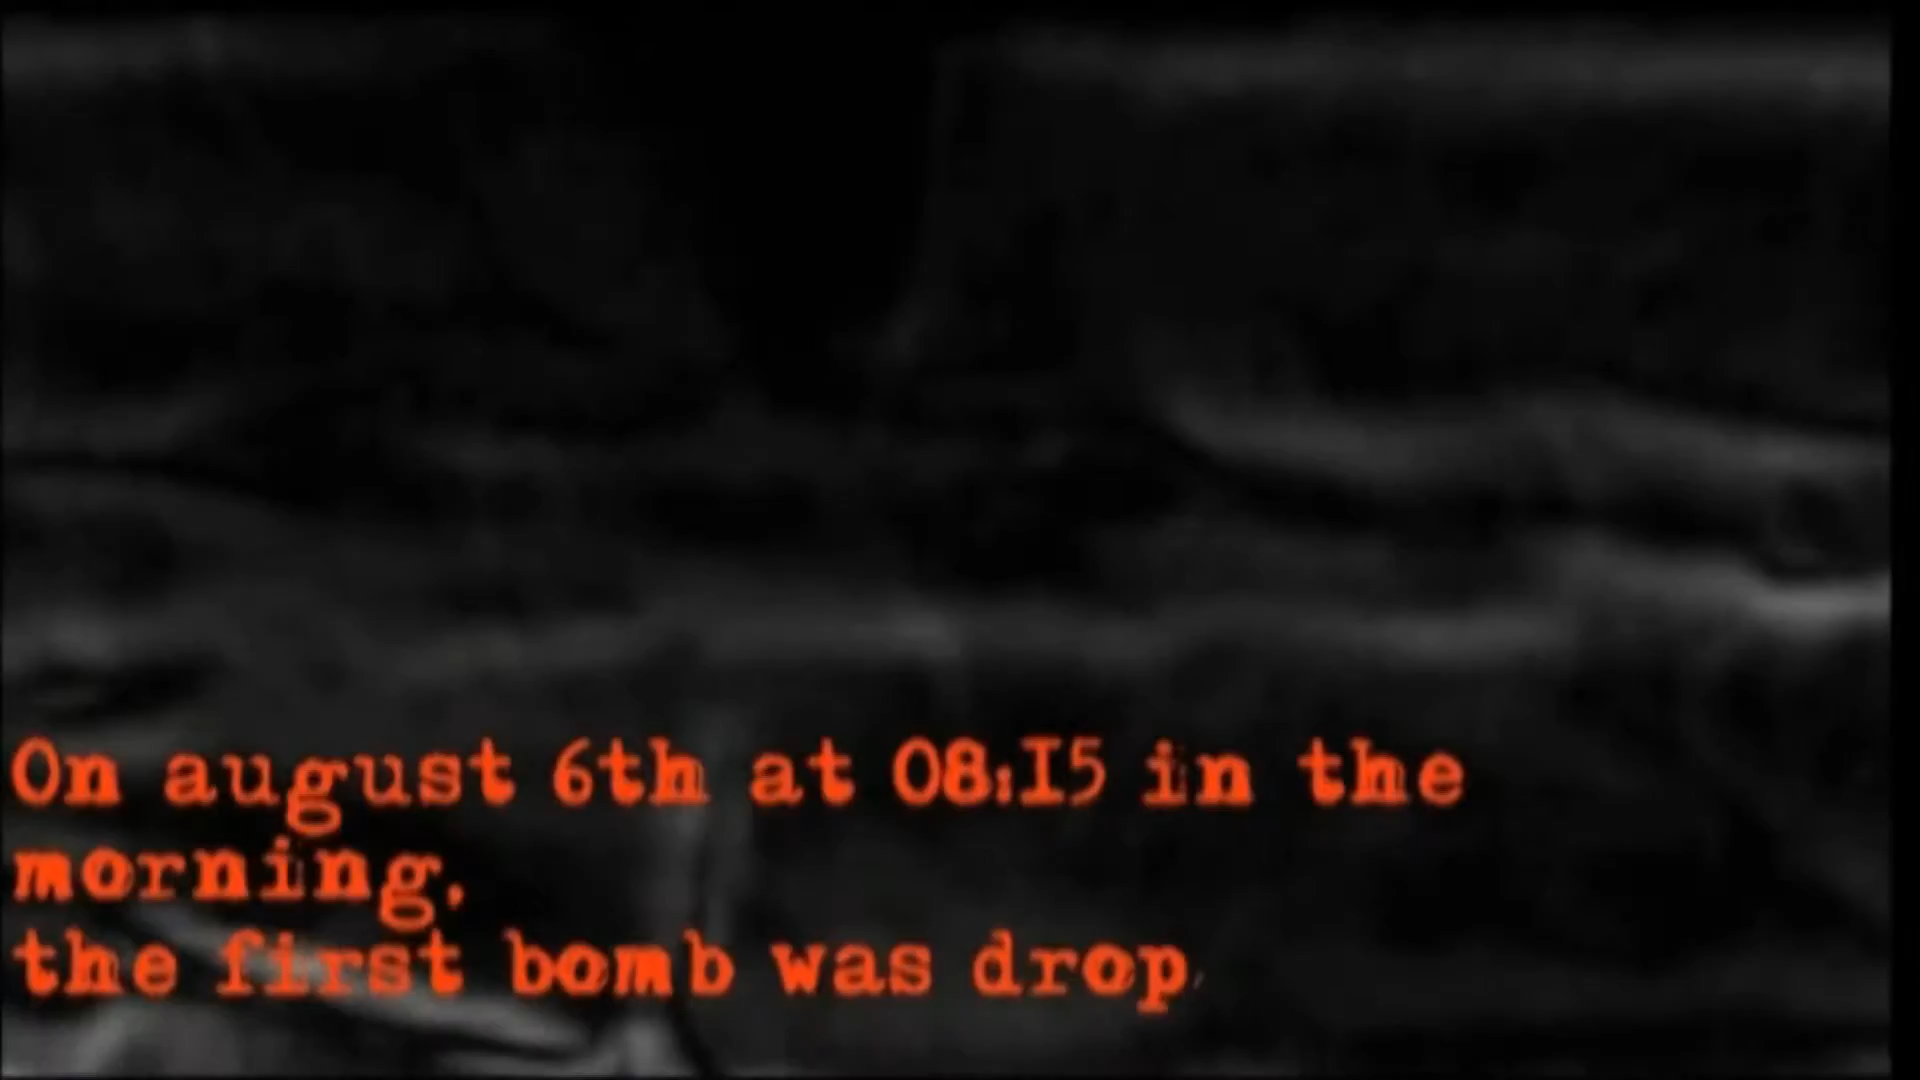 On august 6th at 08:15 in the
morning,
the first bomb was drop